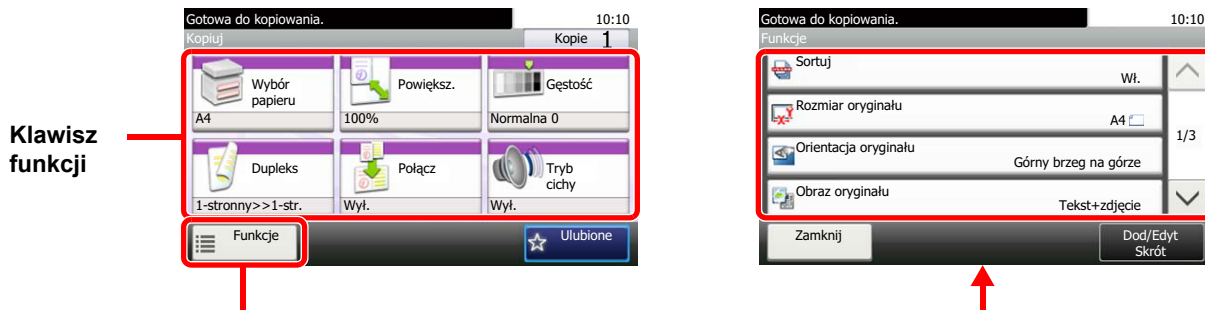 Klawisz
funkcji
Gotowa do kopiowania.
10:10
Kopiuj
Kopie 1
Wybór
papieru
A4
Powiększ.
100%
Gęstość
Normalna 0
Dupleks
1-stronny>>1-str.
Połącz
Wył.
Tryb
cichy
Wył.
Funkcje
Ulubione
Gotowa do kopiowania.
10:10
Funkcje
Sortuj
Wł.
Rozmiar oryginału
A4
1/3
Orientacja oryginału
Górny brzeg na górze
Obraz oryginału
Tekst+zdjęcie
Zamknij
Dod/Edyt
Skrót